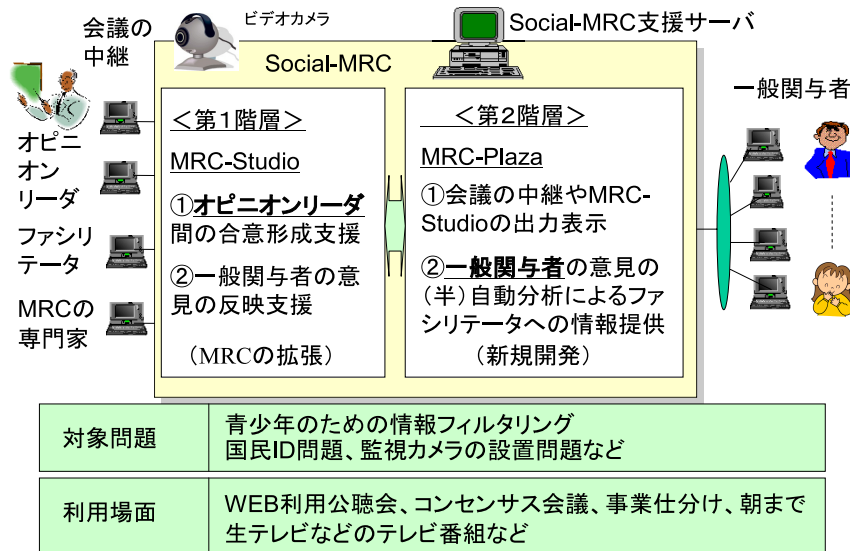 会議の
中継
ビデオカメラ
Social-MRC支援サーバ
Social-MRC
一般関与者
オピニ
オン
リーダ
ファシリ
テータ
MRCの
専門家
＜第１階層＞
MRC-Studio
①オピニオンリーダ
間の合意形成支援
②一般関与者の意
見の反映支援
（MRCの拡張）
＜第２階層＞
MRC-Plaza
①会議の中継やMRC-
Studioの出力表示
②一般関与者の意見の
（半）自動分析によるファ
シリテータへの情報提供
（新規開発）
対象問題
青少年のための情報フィルタリング
国民ID問題、監視カメラの設置問題など
利用場面
WEB利用公聴会、コンセンサス会議、事業仕分け、朝まで
生テレビなどのテレビ番組など